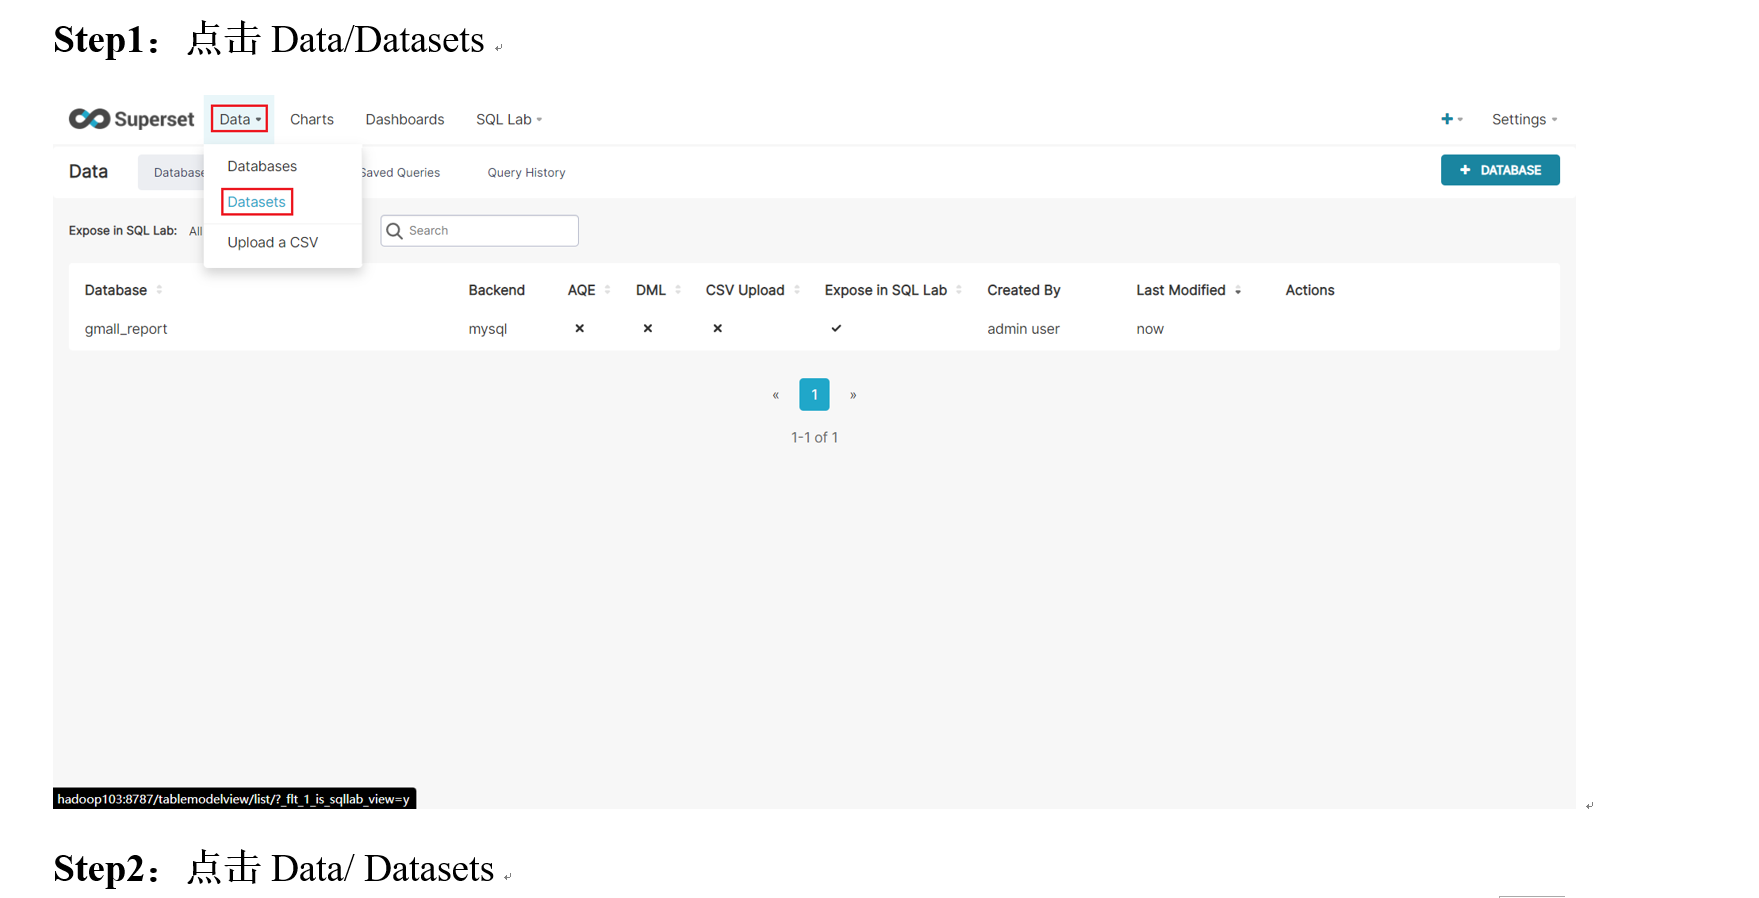 Step1：点击 Data/Datasets
Superset Data Charts Dashboards SQL Lab Settings
Data Database Saved Queries Query History + DATABASE
Databases
Datasets
Upload a CSV
Expose in SQL Lab: All Search
Database Backend AQE DML CSV Upload Expose in SQL Lab Created By Last Modified Actions
gmall_report mysql × × × ✓ admin user now
« 1 »
1-1 of 1
hadoop103:8787/tablemodelview/list/?_flt_1_is_sqllab_view=y
Step2：点击 Data/ Datasets